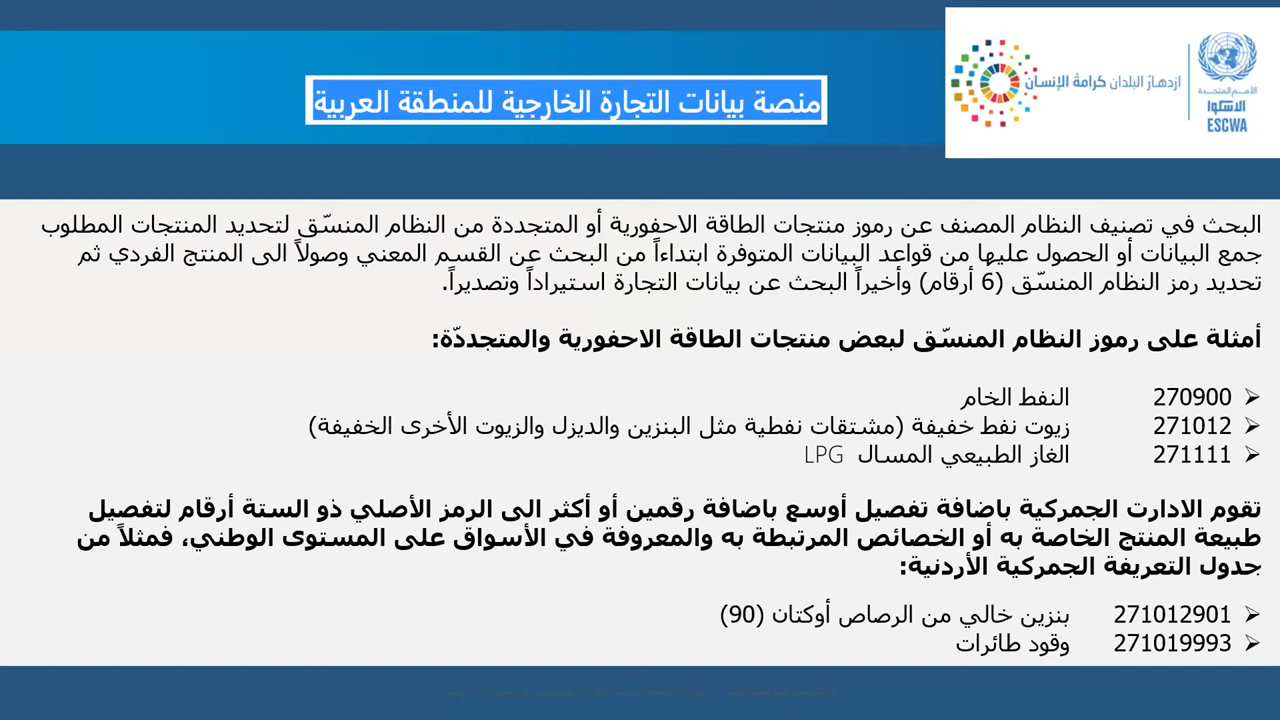 منصة بيانات التجارة الخارجية للمنطقة العربية
ازدهارُ البلدان كرامةُ الإنسان
الأمم المتحدة
الإسكوا
ESCWA
البحث في تصنيف النظام المصنف عن رموز منتجات الطاقة الاحفورية أو المتجددة من النظام المنسّق لتحديد المنتجات المطلوب
جمع البيانات أو الحصول عليها من قواعد البيانات المتوفرة ابتداءاً من البحث عن القسم المعني وصولاً الى المنتج الفردي ثم
تحديد رمز النظام المنسّق (6 أرقام) وأخيراً البحث عن بيانات التجارة استيراداً وتصديراً.
أمثلة على رموز النظام المنسّق لبعض منتجات الطاقة الاحفورية والمتجددّة:
270900 النفط الخام
271012 زيوت نفط خفيفة (مشتقات نفطية مثل البنزين والديزل والزيوت الأخرى الخفيفة)
271111 الغاز الطبيعي المسال LPG
تقوم الادارت الجمركية باضافة تفصيل أوسع باضافة رقمين أو أكثر الى الرمز الأصلي ذو الستة أرقام لتفصيل
طبيعة المنتج الخاصة به أو الخصائص المرتبطة به والمعروفة في الأسواق على المستوى الوطني، فمثلاً من
جدول التعريفة الجمركية الأردنية:
271012901 بنزين خالي من الرصاص أوكتان (90)
271019993 وقود طائرات